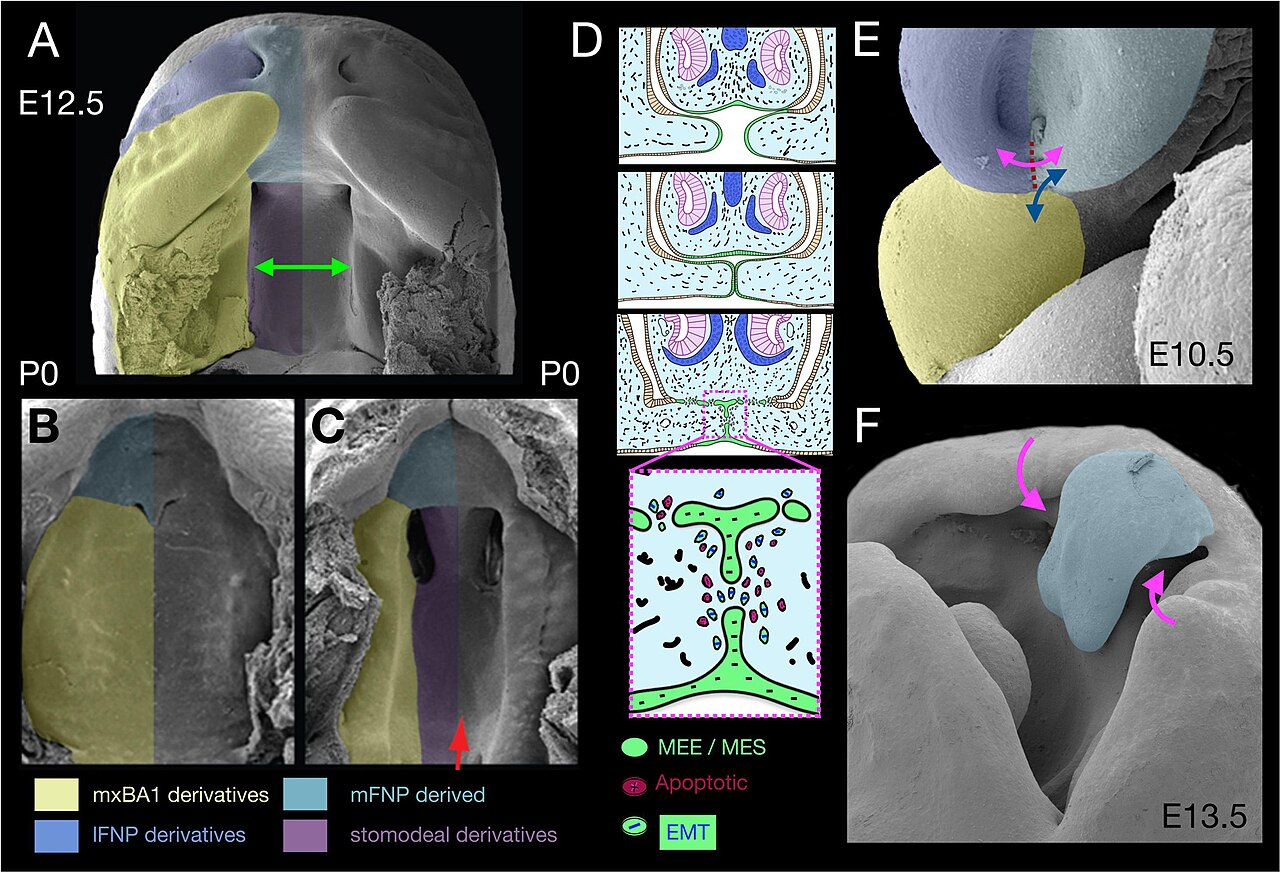 A
E12.5
P0
P0
B
C
D
E
E10.5
F
E13.5
mxBA1 derivatives
mFNP derived
lFNP derivatives
stomodeal derivatives
MEE / MES
Apoptotic
EMT